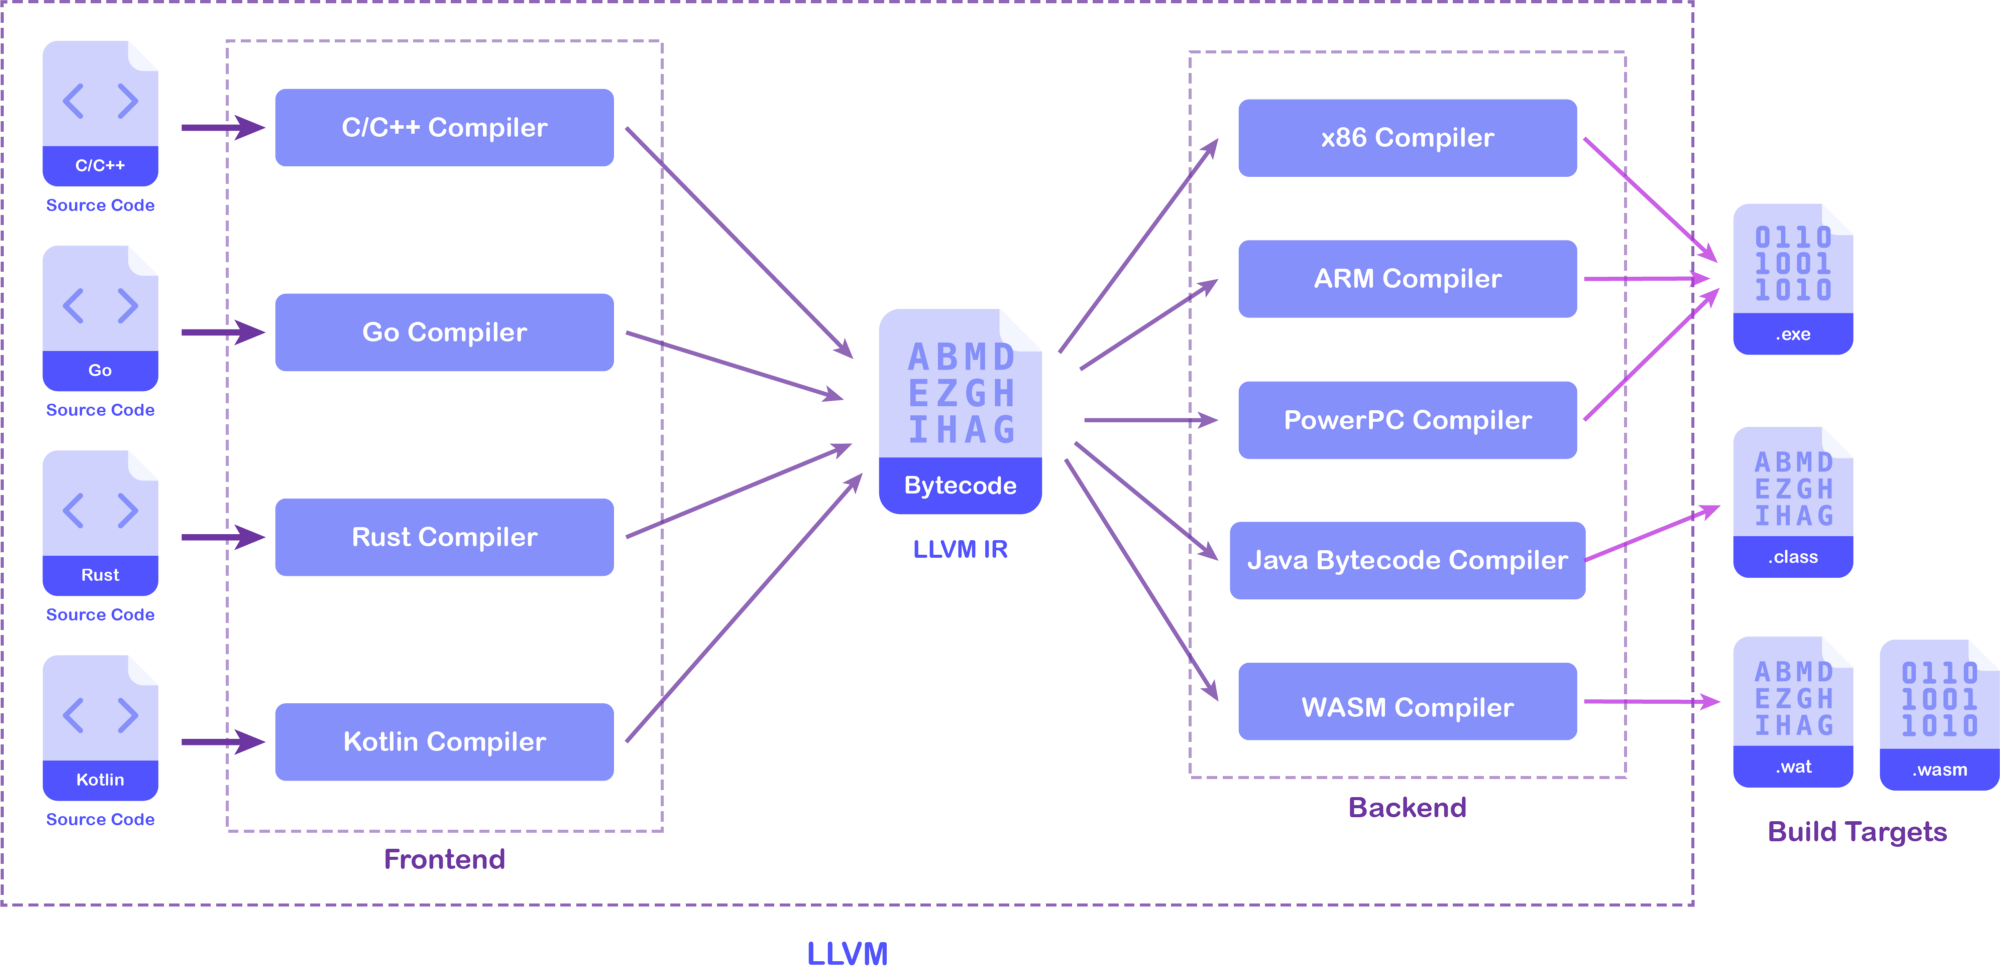 C/C++
Source Code
Go
Source Code
Rust
Source Code
Kotlin
Source Code
C/C++ Compiler
Go Compiler
Rust Compiler
Kotlin Compiler
Frontend
ABMD
EZGH
IHAG
Bytecode
LLVM IR
x86 Compiler
ARM Compiler
PowerPC Compiler
Java Bytecode Compiler
WASM Compiler
Backend
0110
1001
1010
.exe
ABMD
EZGH
IHAG
.class
ABMD
EZGH
IHAG
.wat
0110
1001
1010
.wasm
Build Targets
LLVM